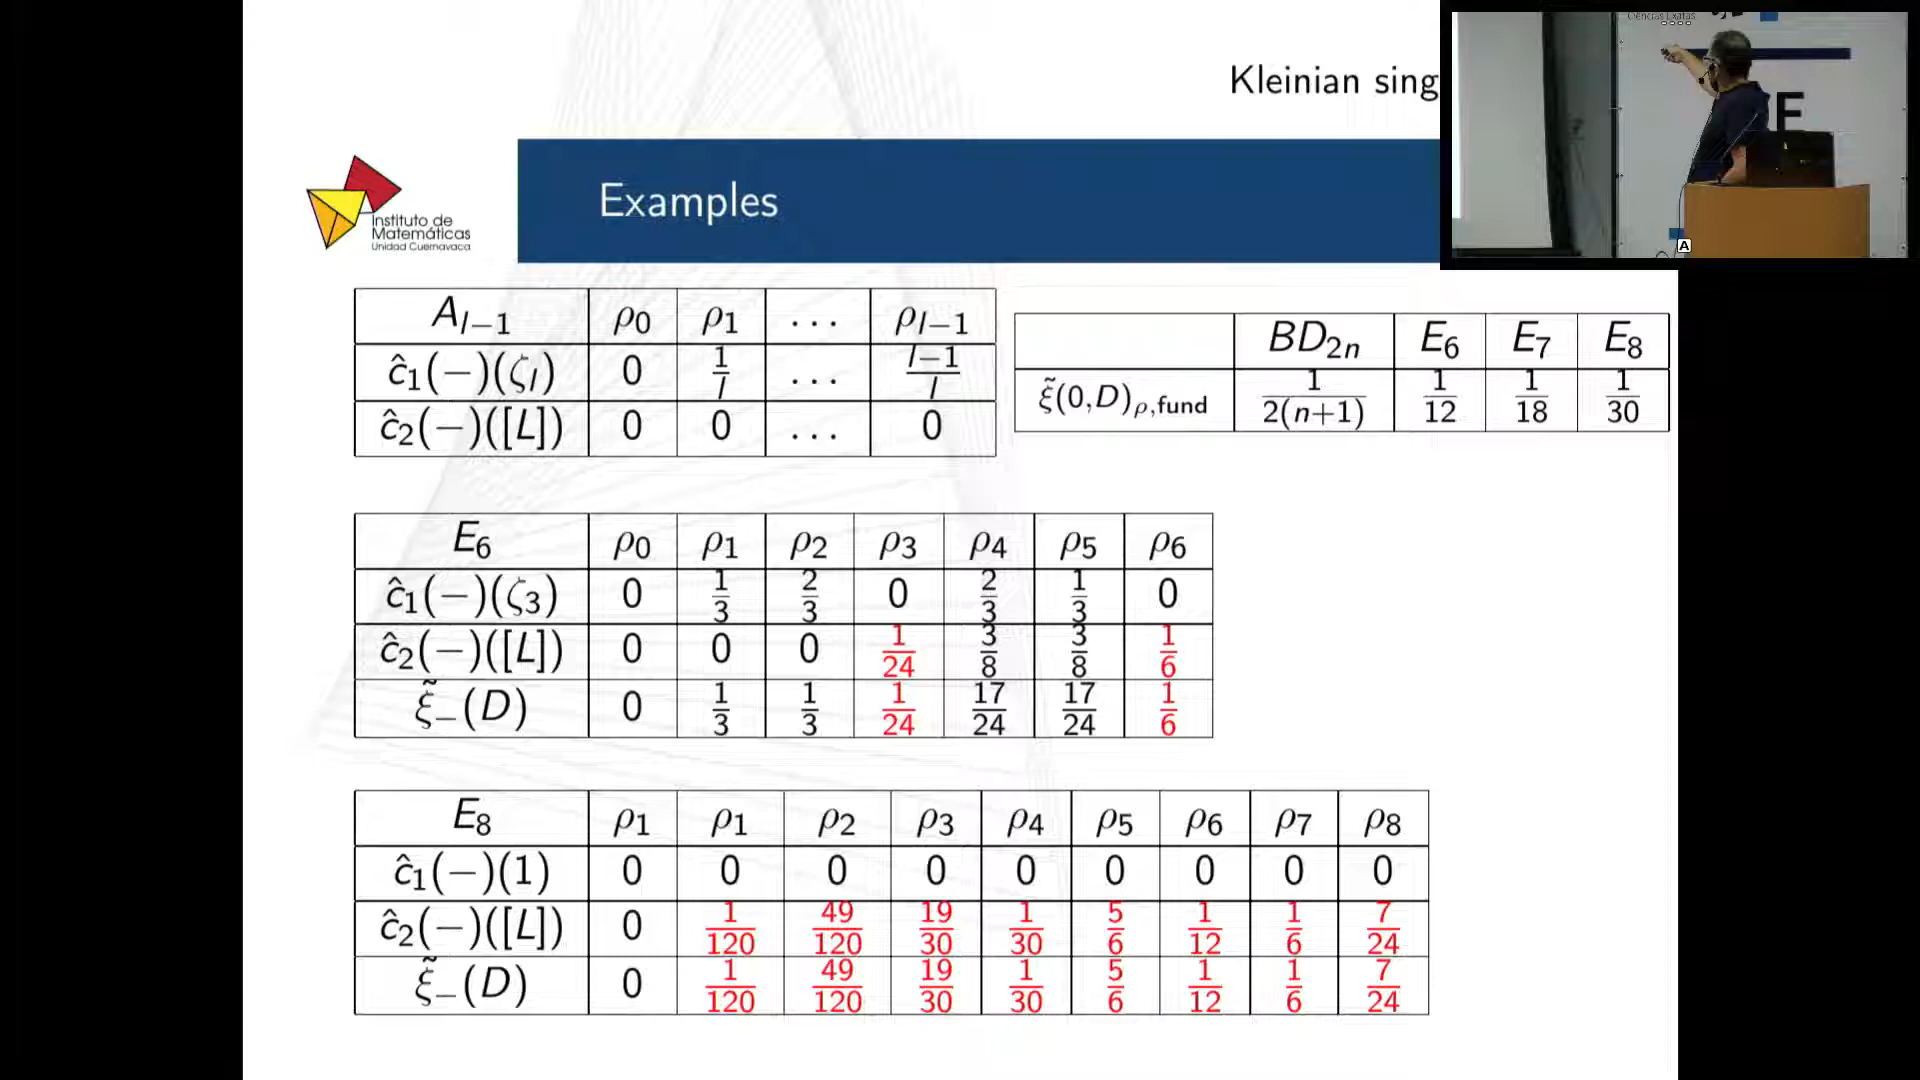 Kleinian sing
Ciências Exatas
F
A
Instituto de
Matemáticas
Unidad Cuernavaca
Examples
A_{l−1} ρ0 ρ1 ... ρ_{l−1}
ĉ1(−)(ζ_l) 0 1/l ... l−1/l
ĉ2(−)([L]) 0 0 ... 0
BD_{2n} E6 E7 E8
ξ̃(0,D)_{ρ,fund} 1/2(n+1) 1/12 1/18 1/30
E6 ρ0 ρ1 ρ2 ρ3 ρ4 ρ5 ρ6
ĉ1(−)(ζ3) 0 1/3 2/3 0 2/3 1/3 0
ĉ2(−)([L]) 0 0 0 1/24 3/8 3/8 1/6
ξ̃_−(D) 0 1/3 1/3 1/24 17/24 17/24 1/6
E8 ρ1 ρ1 ρ2 ρ3 ρ4 ρ5 ρ6 ρ7 ρ8
ĉ1(−)(1) 0 0 0 0 0 0 0 0 0
ĉ2(−)([L]) 0 1/120 49/120 19/30 1/30 5/6 1/12 1/6 7/24
ξ̃_−(D) 0 1/120 49/120 19/30 1/30 5/6 1/12 1/6 7/24